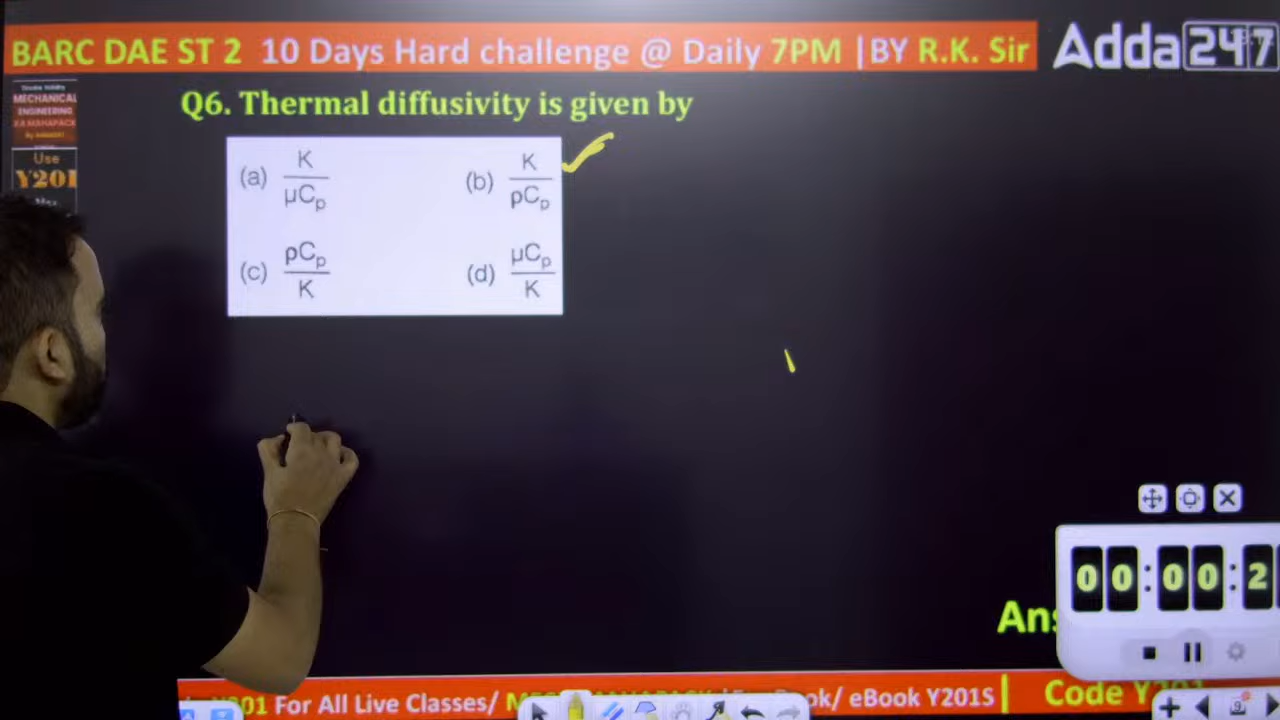 BARC DAE ST 2 10 Days Hard challenge @ Daily 7PM |BY R.K. Sir
Adda247
MECHANICAL
ENGINEERING
Use
Y201
Q6. Thermal diffusivity is given by
(a) K/μCp (b) K/ρCp
(c) ρCp/K (d) μCp/K
00:00:2
Ans
201 For All Live Classes/
Book/ eBook Y201S| Code